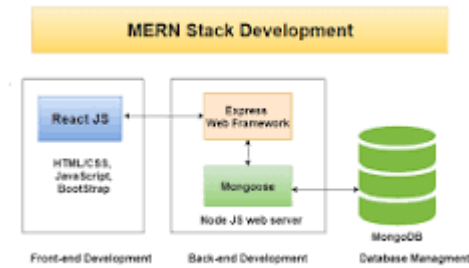 MERN Stack Development
React JS
HTML/CSS,
JavaScript,
BootStrap
Front-end Development
Express
Web Framework
Mongoose
Node JS web server
Back-end Development
MongoDB
Database Managment